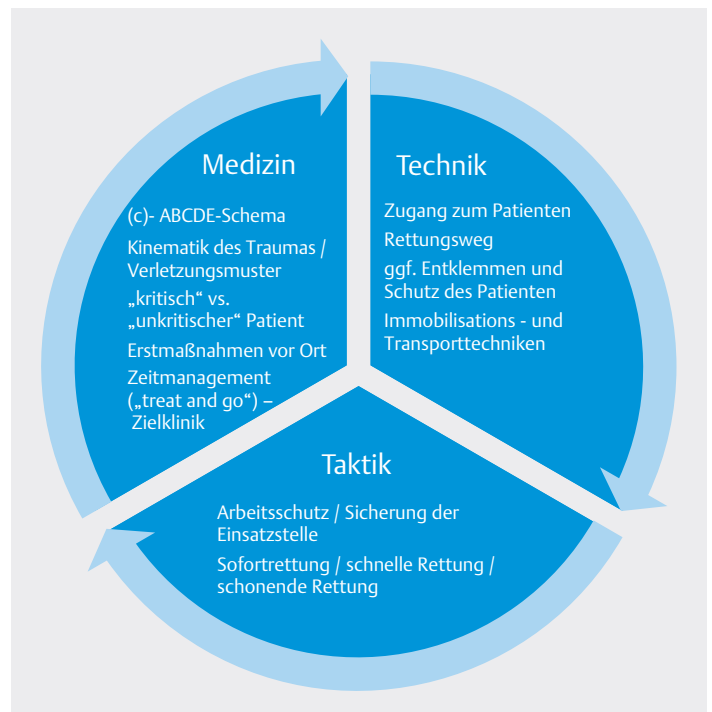 Medizin
(c)- ABCDE-Schema
Kinematik des Traumas /
Verletzungsmuster
„kritisch“ vs.
„unkritischer“ Patient
Erstmaßnahmen vor Ort
Zeitmanagement
(„treat and go“) –
Zielklinik
Technik
Zugang zum Patienten
Rettungsweg
ggf. Entklemmen und
Schutz des Patienten
Immobilisations - und
Transporttechniken
Taktik
Arbeitsschutz / Sicherung der
Einsatzstelle
Sofortrettung / schnelle Rettung /
schonende Rettung